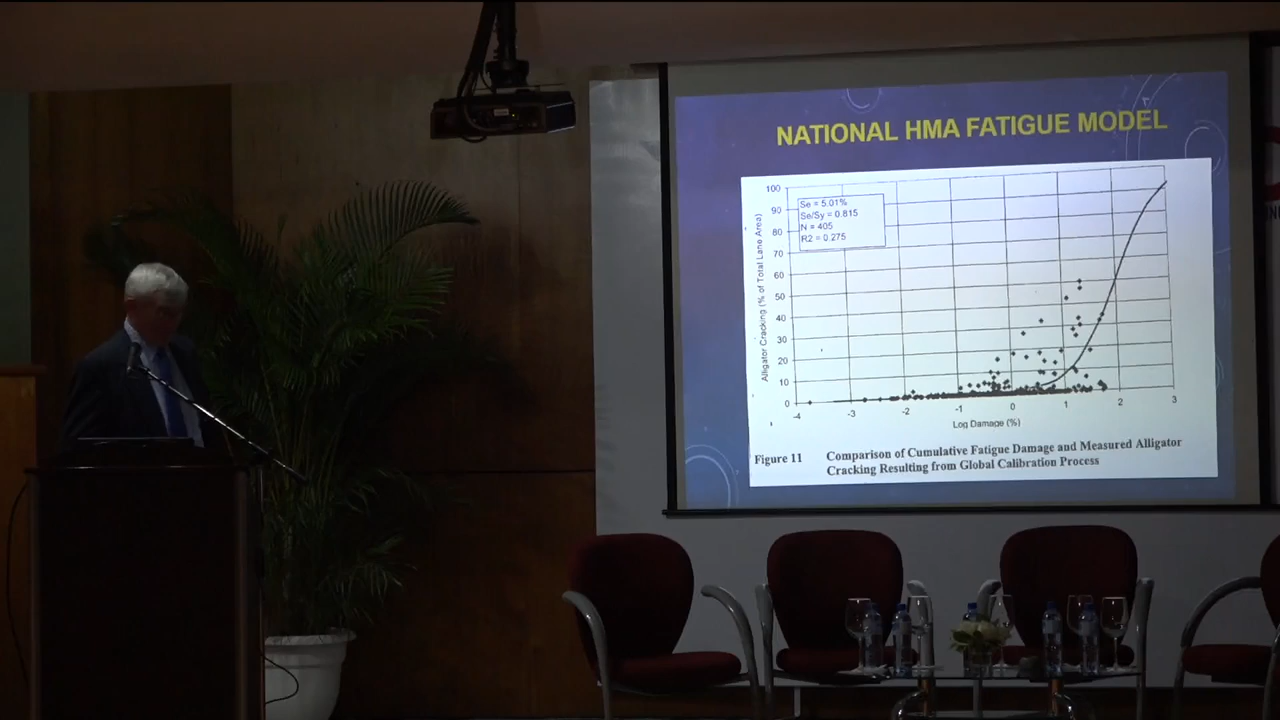 NATIONAL HMA FATIGUE MODEL
Se = 5.01%
Se/Sy = 0.815
N = 405
R2 = 0.275
Alligator Cracking (% of Total Lane Area)
100
90
80
70
60
50
40
30
20
10
0
-4 -3 -2 -1 0 1 2 3
Log Damage (%)
Figure 11 Comparison of Cumulative Fatigue Damage and Measured Alligator
Cracking Resulting from Global Calibration Process